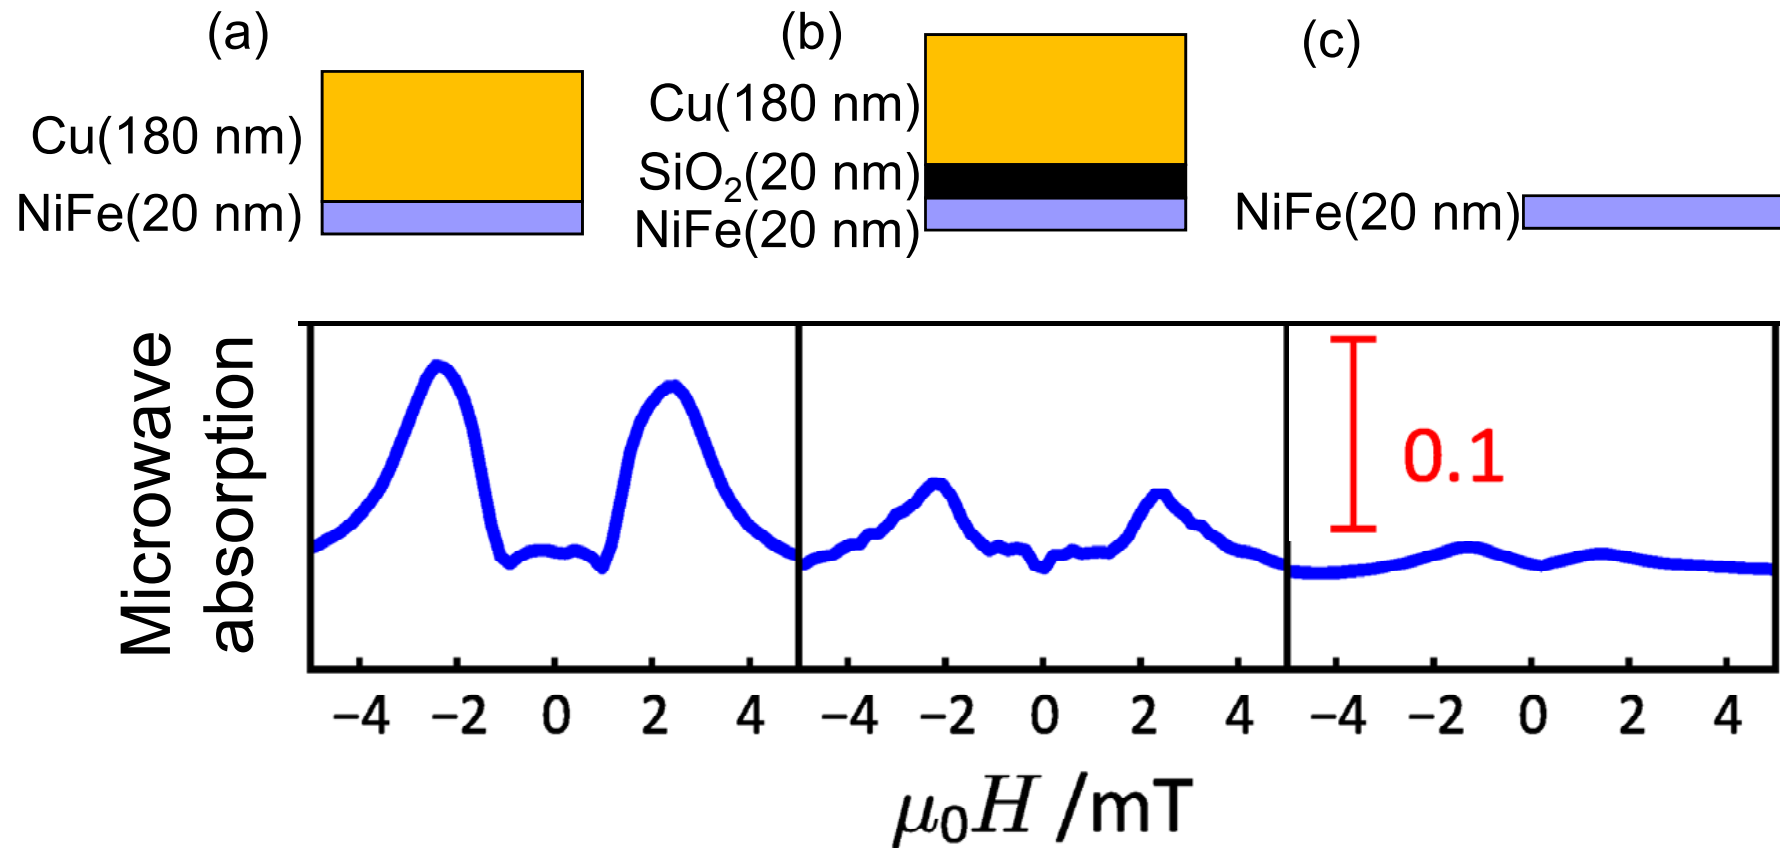 (a)
(b)
(c)
Cu(180 nm)
NiFe(20 nm)
Cu(180 nm)
SiO₂(20 nm)
NiFe(20 nm)
NiFe(20 nm)
Microwave
absorption
0.1
−4 −2 0 2 4 −4 −2 0 2 4 −4 −2 0 2 4
μ₀H /mT